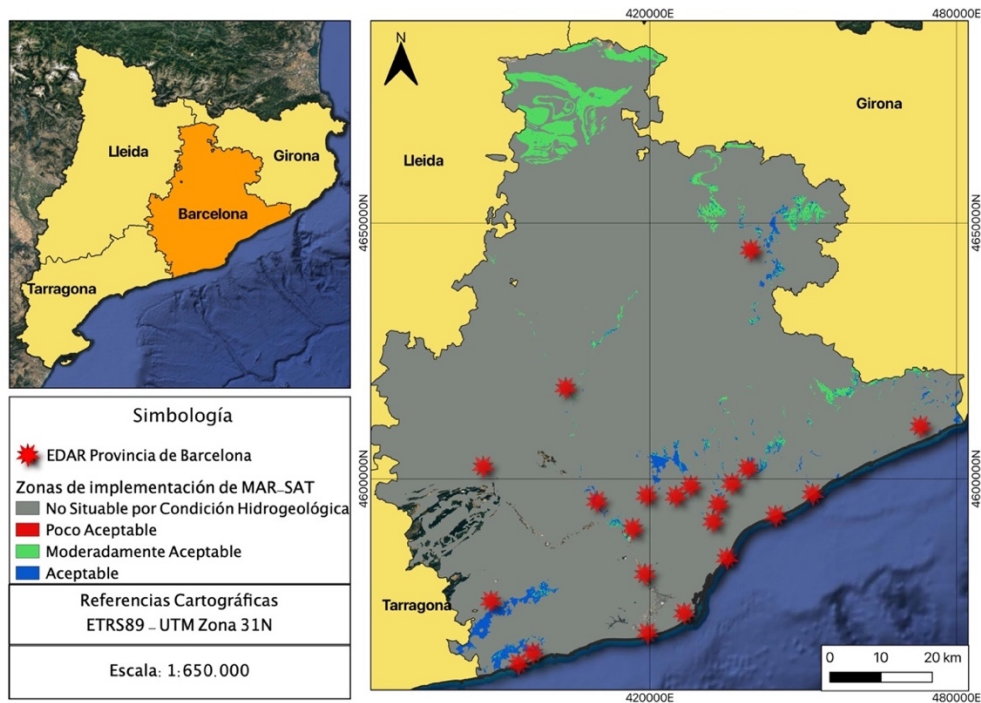 Lleida
Girona
Barcelona
Tarragona
Simbología
EDAR Provincia de Barcelona
Zonas de implementación de MAR_SAT
No Situable por Condición Hidrogeológica
Poco Aceptable
Moderadamente Aceptable
Aceptable
Referencias Cartográficas
ETRS89 _ UTM Zona 31N
Escala: 1:650.000
420000E
480000E
N
Girona
Lleida
4650000N
4650000N
4600000N
4600000N
Tarragona
0 10 20 km
420000E
480000E